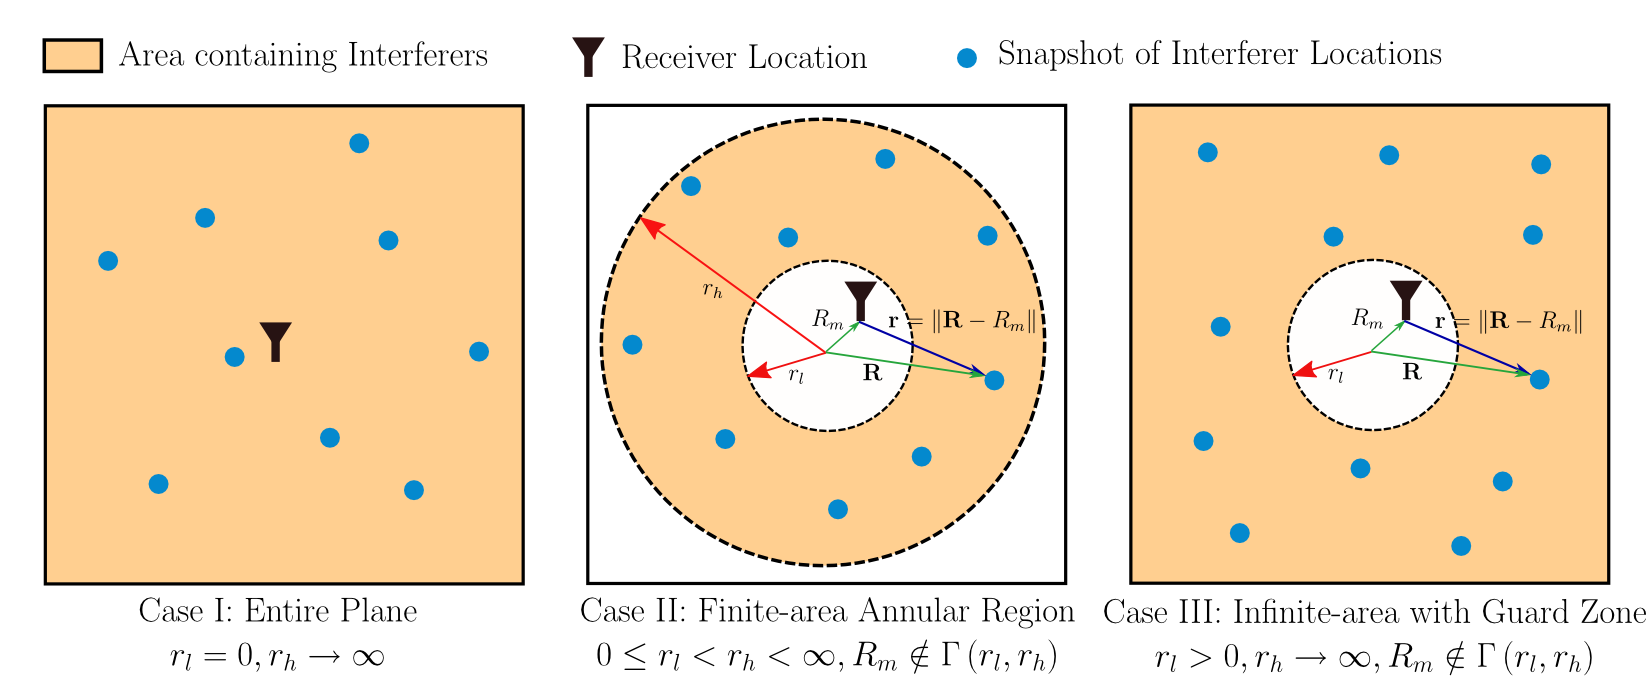 Area containing Interferers
Receiver Location
Snapshot of Interferer Locations
r_h
R_m
r = ‖R − R_m‖
r_l
R
R_m
r = ‖R − R_m‖
r_l
R
Case I: Entire Plane
r_l = 0, r_h → ∞
Case II: Finite-area Annular Region
0 ≤ r_l < r_h < ∞, R_m ∉ Γ (r_l, r_h)
Case III: Infinite-area with Guard Zone
r_l > 0, r_h → ∞, R_m ∉ Γ (r_l, r_h)